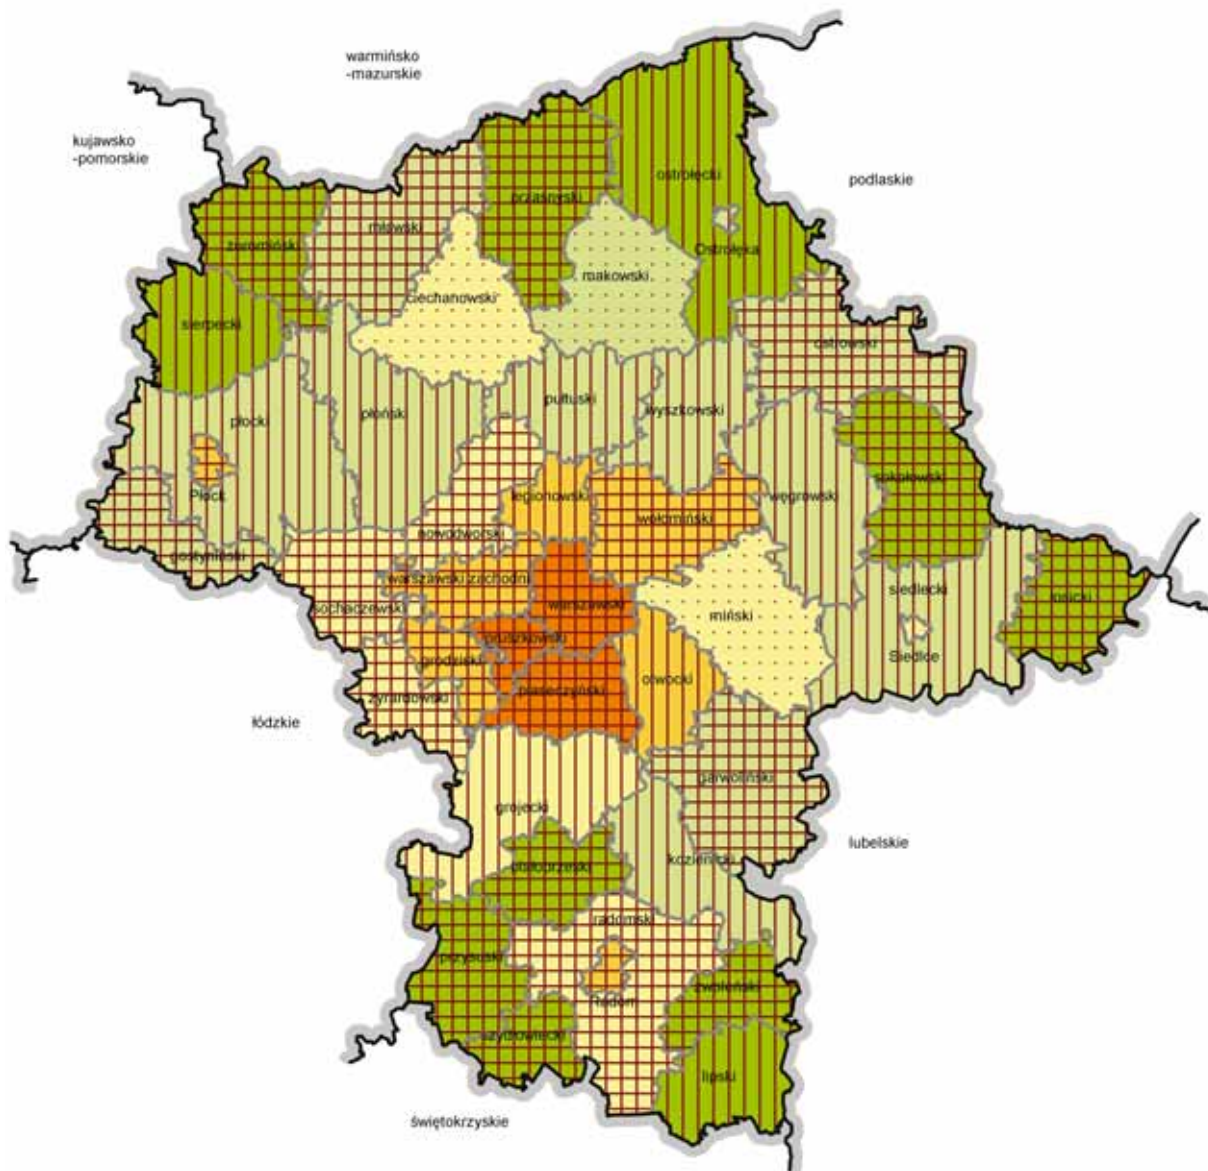 warmińsko
-mazurskie
kujawsko
-pomorskie
podlaskie
ostrołęcki
przasnyski
mławski
żuromiński
Ostrołęka
makowski
ciechanowski
sierpecki
ostrowski
płocki
płoński
pułtuski
wyszkowski
sokołowski
Płock
legionowski
węgrowski
wołomiński
nowodworski
gostyniński
warszawski zachodni
warszawski
sochaczewski
siedlecki
łosicki
miński
pruszkowski
Siedlce
grodziski
otwocki
piaseczyński
żyrardowski
łódzkie
garwoliński
grojecki
lubelskie
kozienicki
białobrzeski
radomski
przysuski
zwoleński
Radom
szydłowiecki
lipski
świętokrzyskie